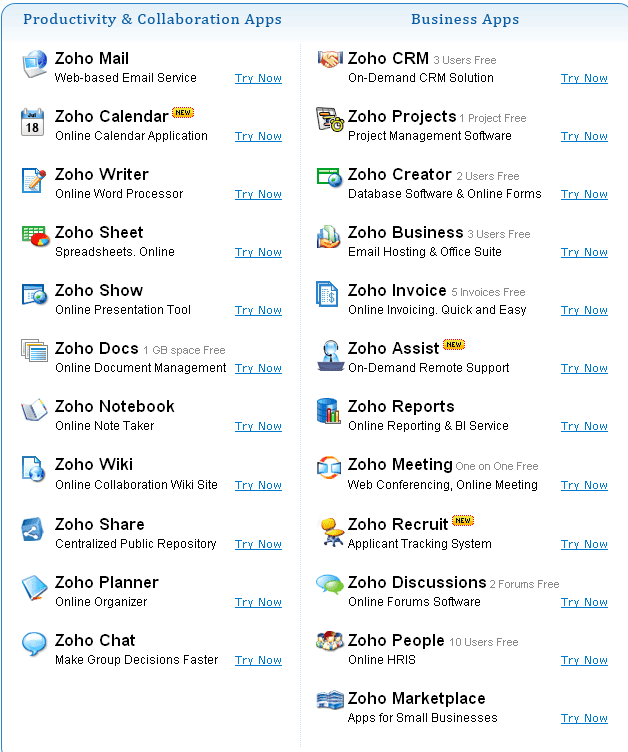 Productivity & Collaboration Apps
Zoho Mail
Web-based Email Service Try Now
Zoho Calendar NEW
Online Calendar Application Try Now
Jul
18
Zoho Writer
Online Word Processor Try Now
Zoho Sheet
Spreadsheets. Online Try Now
Zoho Show
Online Presentation Tool Try Now
Zoho Docs 1 GB space Free
Online Document Management Try Now
Zoho Notebook
Online Note Taker Try Now
Zoho Wiki
Online Collaboration Wiki Site Try Now
Zoho Share
Centralized Public Repository Try Now
Zoho Planner
Online Organizer Try Now
Zoho Chat
Make Group Decisions Faster Try Now
Business Apps
Zoho CRM 3 Users Free
On-Demand CRM Solution Try Now
Zoho Projects 1 Project Free
Project Management Software Try Now
Zoho Creator 2 Users Free
Database Software & Online Forms Try Now
Zoho Business 3 Users Free
Email Hosting & Office Suite Try Now
Zoho Invoice 5 Invoices Free
Online Invoicing. Quick and Easy Try Now
Zoho Assist NEW
On-Demand Remote Support Try Now
Zoho Reports
Online Reporting & BI Service Try Now
Zoho Meeting One on One Free
Web Conferencing, Online Meeting Try Now
Zoho Recruit NEW
Applicant Tracking System Try Now
Zoho Discussions 2 Forums Free
Online Forums Software Try Now
Zoho People 10 Users Free
Online HRIS Try Now
Zoho Marketplace
Apps for Small Businesses Try Now